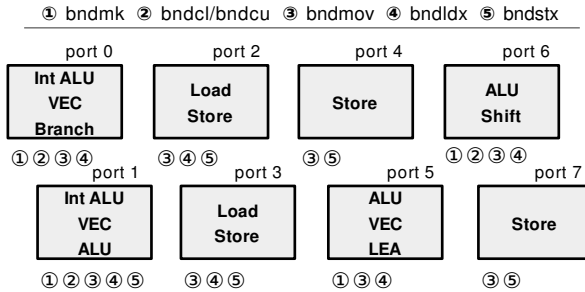 ① bndmk ② bndcl/bndcu ③ bndmov ④ bndldx ⑤ bndstx
port 0 port 2 port 4 port 6
Int ALU
VEC
Branch
Load
Store
Store
ALU
Shift
①②③④ ③④⑤ ③⑤ ①②③④
port 1 port 3 port 5 port 7
Int ALU
VEC
ALU
Load
Store
ALU
VEC
LEA
Store
①②③④⑤ ③④⑤ ①③④ ③⑤